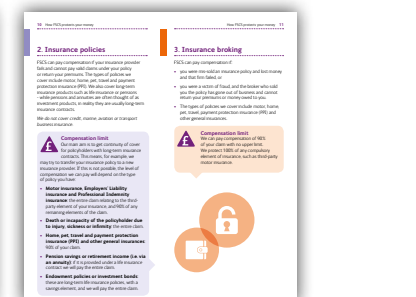 10 How FSCS protects your money
2. Insurance policies
FSCS can pay compensation if your insurance provider
fails and cannot pay valid claims under your policy
or return your premiums. The types of policies we
cover include motor, home, pet, travel and payment
protection insurance (PPI). We also cover long-term
insurance products such as life insurance or pensions
- while pensions and annuities are often thought of as
investment products, in reality they are usually long-term
insurance contracts.
We do not cover credit, marine, aviation or transport
business insurance.
Compensation limit
Our main aim is to get continuity of cover
for policyholders with long-term insurance
contracts. This means, for example, we
may try to transfer your insurance policy to a new
insurance provider. If this is not possible, the level of
compensation we can pay will depend on the type
of policy you have:
• Motor insurance, Employers' Liability
insurance and Professional Indemnity
insurance: the entire claim relating to the third-
party element of your insurance, and 90% of any
remaining elements of the claim.
• Death or incapacity of the policyholder due
to injury, sickness or infirmity: the entire claim.
• Home, pet, travel and payment protection
insurance (PPI) and other general insurances:
90% of your claim.
• Pension savings or retirement income (i.e. via
an annuity): if it is provided under a life insurance
contract we will pay the entire claim.
• Endowment policies or investment bonds:
these are long-term life insurance policies, with a
savings element, and we will pay the entire claim.
How FSCS protects your money 11
3. Insurance broking
FSCS can pay compensation if:
• you were mis-sold an insurance policy and lost money,
and that firm failed; or
• you were a victim of fraud, and the broker who sold
you the policy has gone out of business and cannot
return your premiums or money owed to you.
• The types of policies we cover include motor, home,
pet, travel, payment protection insurance (PPI) and
other general insurances.
Compensation limit
We can pay compensation of 90%
of your claim with no upper limit.
We protect 100% of any compulsory
element of insurance, such as third-party
motor insurance.